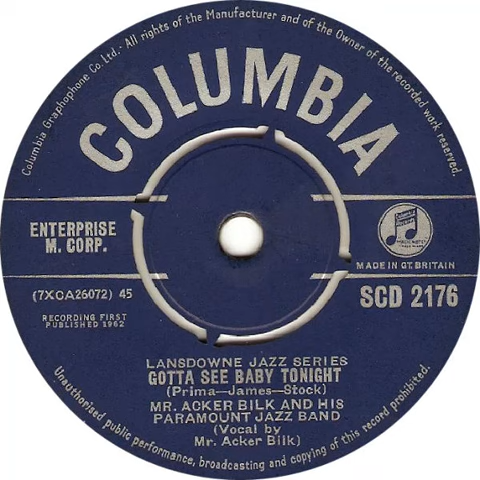 Columbia Graphophone Co. Ltd.- All rights of the Manufacturer and of the Owner of the recorded work reserved.
COLUMBIA
ENTERPRISE
M. CORP.
MADE IN GT. BRITAIN
(7XCA26072) 45
SCD 2176
RECORDING FIRST
PUBLISHED 1962
LANSDOWNE JAZZ SERIES
GOTTA SEE BABY TONIGHT
(Prima—James—Stock)
MR. ACKER BILK AND HIS
PARAMOUNT JAZZ BAND
(Vocal by
Mr. Acker Bilk)
Unauthorised public performance, broadcasting and copying of this record prohibited.